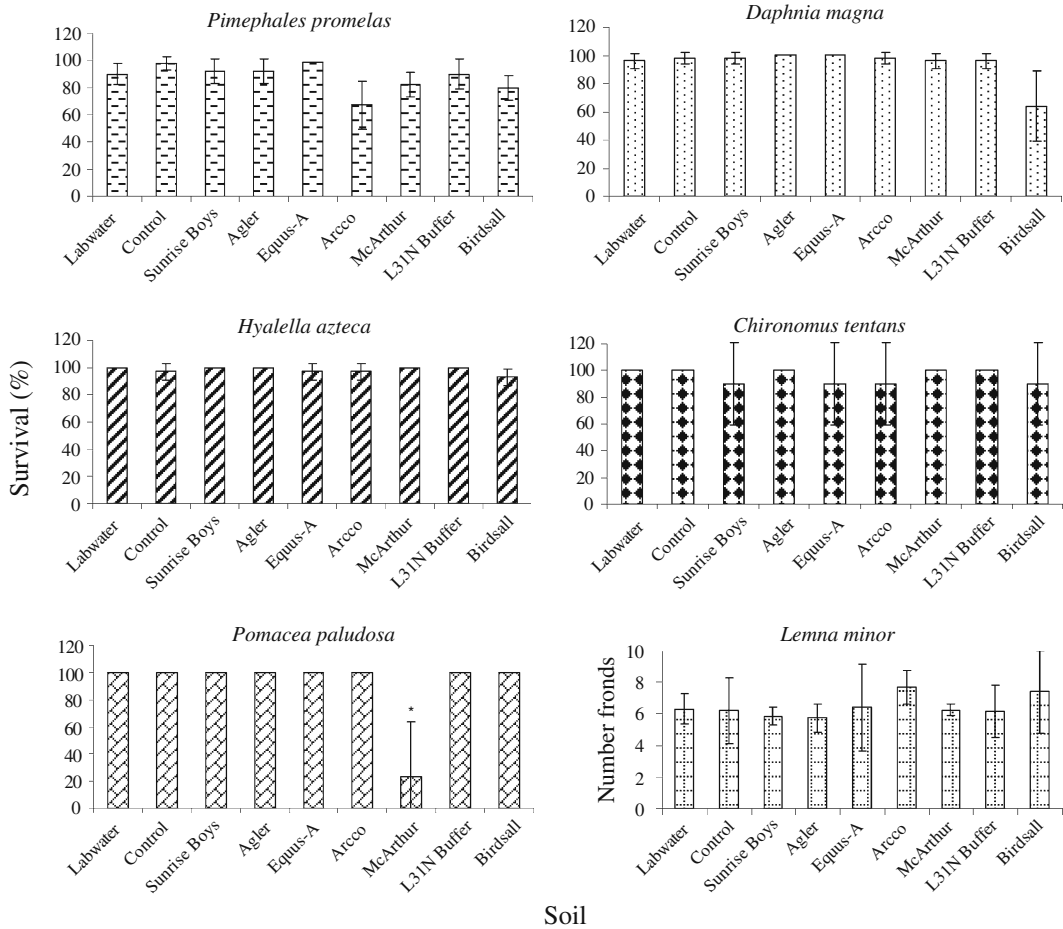 Pimephales promelas
120
100
80
60
40
20
0
Labwater
Control
Sunrise Boys
Agler
Equus-A
Arcco
McArthur
L31N Buffer
Birdsall
Daphnia magna
120
100
80
60
40
20
0
Labwater
Control
Sunrise Boys
Agler
Equus-A
Arcco
McArthur
L31N Buffer
Birdsall
Survival (%)
Hyalella azteca
120
100
80
60
40
20
0
Labwater
Control
Sunrise Boys
Agler
Equus-A
Arcco
McArthur
L31N Buffer
Birdsall
Chironomus tentans
120
100
80
60
40
20
0
Labwater
Control
Sunrise Boys
Agler
Equus-A
Arcco
McArthur
L31N Buffer
Birdsall
Pomacea paludosa
120
100
80
60
40
20
0
*
Labwater
Control
Sunrise Boys
Agler
Equus-A
Arcco
McArthur
L31N Buffer
Birdsall
Lemna minor
Number fronds
10
8
6
4
2
0
Labwater
Control
Sunrise Boys
Agler
Equus-A
Arcco
McArthur
L31N Buffer
Birdsall
Soil